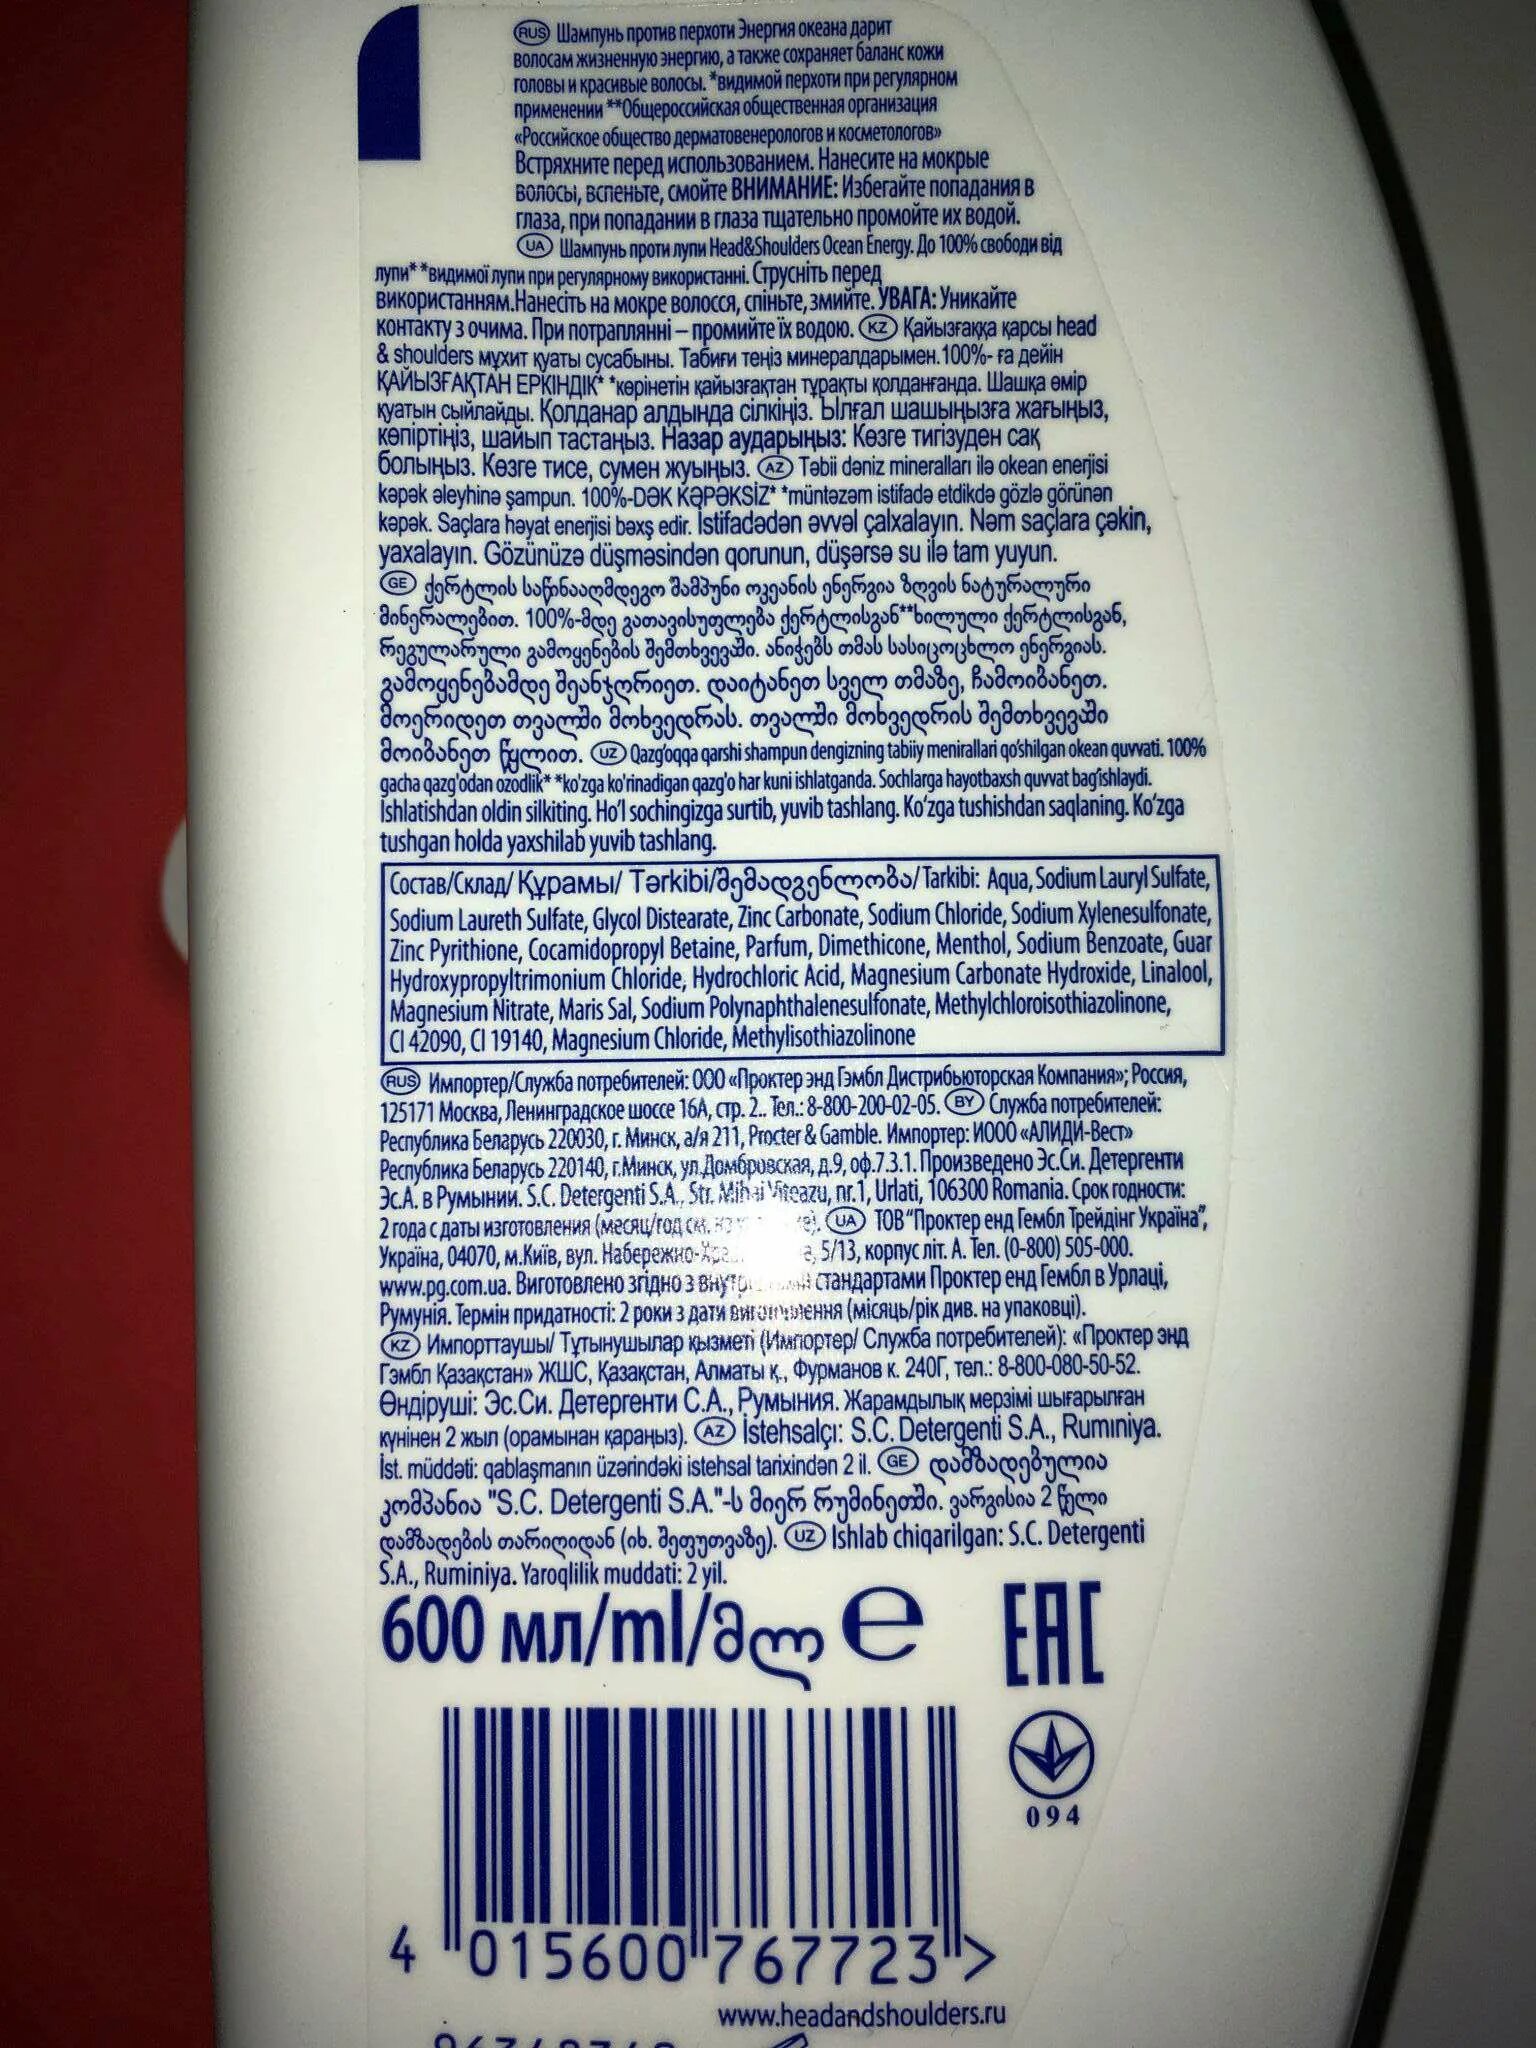 RUS Шампунь против перхоти Энергия океана дарит
волосам жизненную энергию, а также сохраняет баланс кожи
головы и красивые волосы. *видимой перхоти при регулярном
применении **Общероссийская общественная организация
«Российское общество дерматовенерологов и косметологов»
Встряхните перед использованием. Нанесите на мокрые
волосы, вспеньте, смойте ВНИМАНИЕ: Избегайте попадания в
глаза, при попадании в глаза тщательно промойте их водой.
UA Шампунь проти лупи Head&Shoulders Ocean Energy. До 100% свободи від
лупи* *видимої лупи при регулярному використанні. Струсніть перед
використанням.Нанесіть на мокре волосся, спіньте, змийте. УВАГА: Уникайте
контакту з очима. При потраплянні – промийте їх водою. KZ Қайызғаққа қарсы head
& shoulders мұхит қуаты сусабыны. Табиғи теңіз минералдарымен.100%- ға дейін
ҚАЙЫЗҒАҚТАН ЕРКІНДІК* *көрінетін қайызғақтан тұрақты қолданғанда. Шашқа өмір
қуатын сыйлайды. Қолданар алдында сілкіңіз. Ылғал шашыңызға жағыңыз,
көпіртіңіз, шайып тастаңыз. Назар аударыңыз: Көзге тигізуден сақ
болыңыз. Көзге тисе, сумен жуыңыз. AZ Təbii dəniz mineralları ilə okean enerjisi
kəpək əleyhinə şampun. 100%-DƏK KƏPƏKSİZ* *müntəzəm istifadə etdikdə gözlə görünən
kəpək. Saçlara həyat enerjisi bəxş edir. İstifadədən əvvəl çalxalayın. Nəm saçlara çəkin,
yaxalayın. Gözünüzə düşməsindən qorunun, düşərsə su ilə tam yuyun.
GE ქერტლის საწინააღმდეგო შამპუნი ოკეანის ენერგია ზღვის ნატურალური
მინერალებით. 100%-მდე გათავისუფლება ქერტლისგან**ხილული ქერტლისგან,
რეგულარული გამოყენების შემთხვევაში. ანიჭებს თმას სასიცოცხლო ენერგიას.
გამოყენებამდე შეანჯღრიეთ. დაიტანეთ სველ თმაზე, ჩამოიბანეთ.
მოერიდეთ თვალში მოხვედრას. თვალში მოხვედრის შემთხვევაში
მოიბანეთ წყლით. UZ Qazg'oqqa qarshi shampun dengizning tabiiy menirallari qo'shilgan okean quvvati. 100%
gacha qazg'odan ozodlik* *ko'zga ko'rinadigan qazg'o har kuni ishlatganda. Sochlarga hayotbaxsh quvvat bag'ishlaydi.
Ishlatishdan oldin silkiting. Ho'l sochingizga surtib, yuvib tashlang. Ko'zga tushishdan saqlaning. Ko'zga
tushgan holda yaxshilab yuvib tashlang.
Состав/Склад/ Құрамы/ Tərkibi/შემადგენლობა/Tarkibi: Aqua, Sodium Lauryl Sulfate,
Sodium Laureth Sulfate, Glycol Distearate, Zinc Carbonate, Sodium Chloride, Sodium Xylenesulfonate,
Zinc Pyrithione, Cocamidopropyl Betaine, Parfum, Dimethicone, Menthol, Sodium Benzoate, Guar
Hydroxypropyltrimonium Chloride, Hydrochloric Acid, Magnesium Carbonate Hydroxide, Linalool,
Magnesium Nitrate, Maris Sal, Sodium Polynaphthalenesulfonate, Methylchloroisothiazolinone,
CI 42090, CI 19140, Magnesium Chloride, Methylisothiazolinone
RUS Импортер/Служба потребителей: ООО «Проктер энд Гэмбл Дистрибьюторская Компания»; Россия,
125171 Москва, Ленинградское шоссе 16А, стр. 2.. Тел.: 8-800-200-02-05. BY Служба потребителей:
Республика Беларусь 220030, г. Минск, а/я 211, Procter & Gamble. Импортер: ИООО «АЛИДИ-Вест»
Республика Беларусь 220140, г.Минск, ул.Домбровская, д.9, оф.7.3.1. Произведено Эс.Си. Детергенти
Эс.А. в Румынии. S.C. Detergenti S.A., Str. Mihai Viteazu, nr.1, Urlati, 106300 Romania. Срок годности:
2 года с даты изготовления (месяц/год см. на UA ТОВ "Проктер енд Гембл Трейдінг Україна",
Україна, 04070, м.Київ, вул. Набережно- 5/13, корпус літ. А. Тел. (0-800) 505-000.
www.pg.com.ua. Виготовлено згідно з стандартами Проктер енд Гембл в Урлаці,
Румунія. Термін придатності: 2 роки з дати виготовлення (місяць/рік див. на упаковці).
KZ Импорттаушы/ Тұтынушылар қызметі (Импортер/ Служба потребителей): «Проктер энд
Гэмбл Қазақстан» ЖШС, Қазақстан, Алматы қ., Фурманов к. 240Г, тел.: 8-800-080-50-52.
Өндіруші: Эс.Си. Детергенти С.А., Румыния. Жарамдылық мерзімі шығарылған
күнінен 2 жыл (орамынан қараңыз). AZ İstehsalçı: S.C. Detergenti S.A., Rumıniya.
İst. müddəti: qablaşmanın üzərindəki istehsal tarixindən 2 il. GE დამზადებულია
კომპანია "S.C. Detergenti S.A."-ს მიერ რუმინეთში. ვარგისია 2 წელი
დამზადების თარიღიდან (იხ. შეფუთვაზე). UZ Ishlab chiqarilgan: S.C. Detergenti
S.A., Ruminiya. Yaroqlilik muddati: 2 yil.
600 мл/ml/მლ e EAC
094
4 015600 767723 >
www.headandshoulders.ru